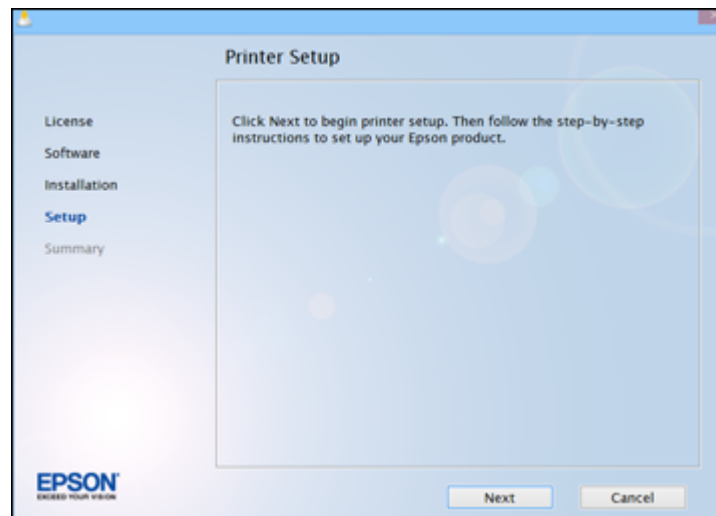 Printer Setup
License
Software
Installation
Setup
Summary
Click Next to begin printer setup. Then follow the step-by-step
instructions to set up your Epson product.
EPSON
EXCEED YOUR VISION
Next
Cancel